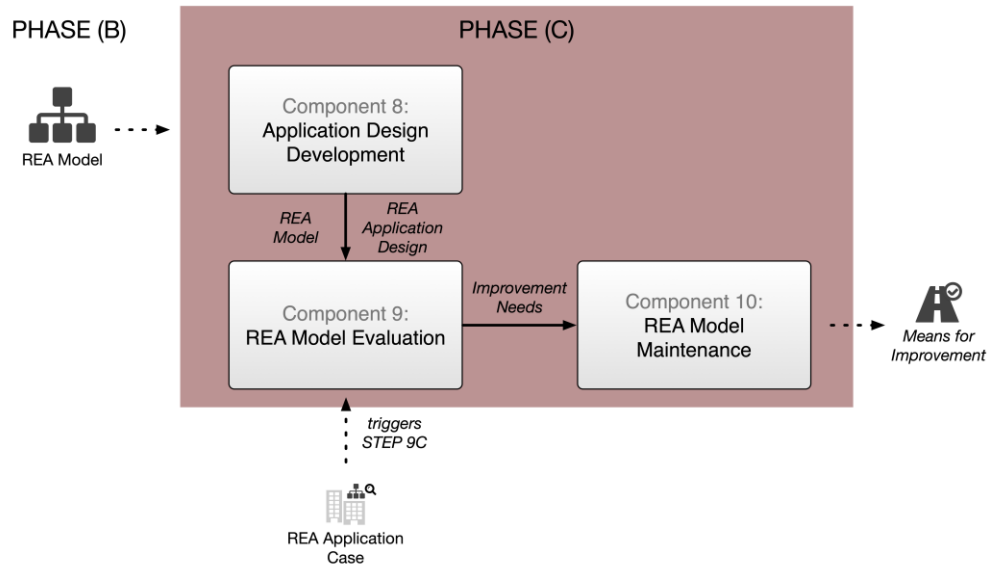 PHASE (B)
PHASE (C)
REA Model
Component 8:
Application Design
Development
REA
Model
REA
Application
Design
Component 9:
REA Model Evaluation
Improvement
Needs
Component 10:
REA Model
Maintenance
Means for
Improvement
triggers
STEP 9C
REA Application
Case